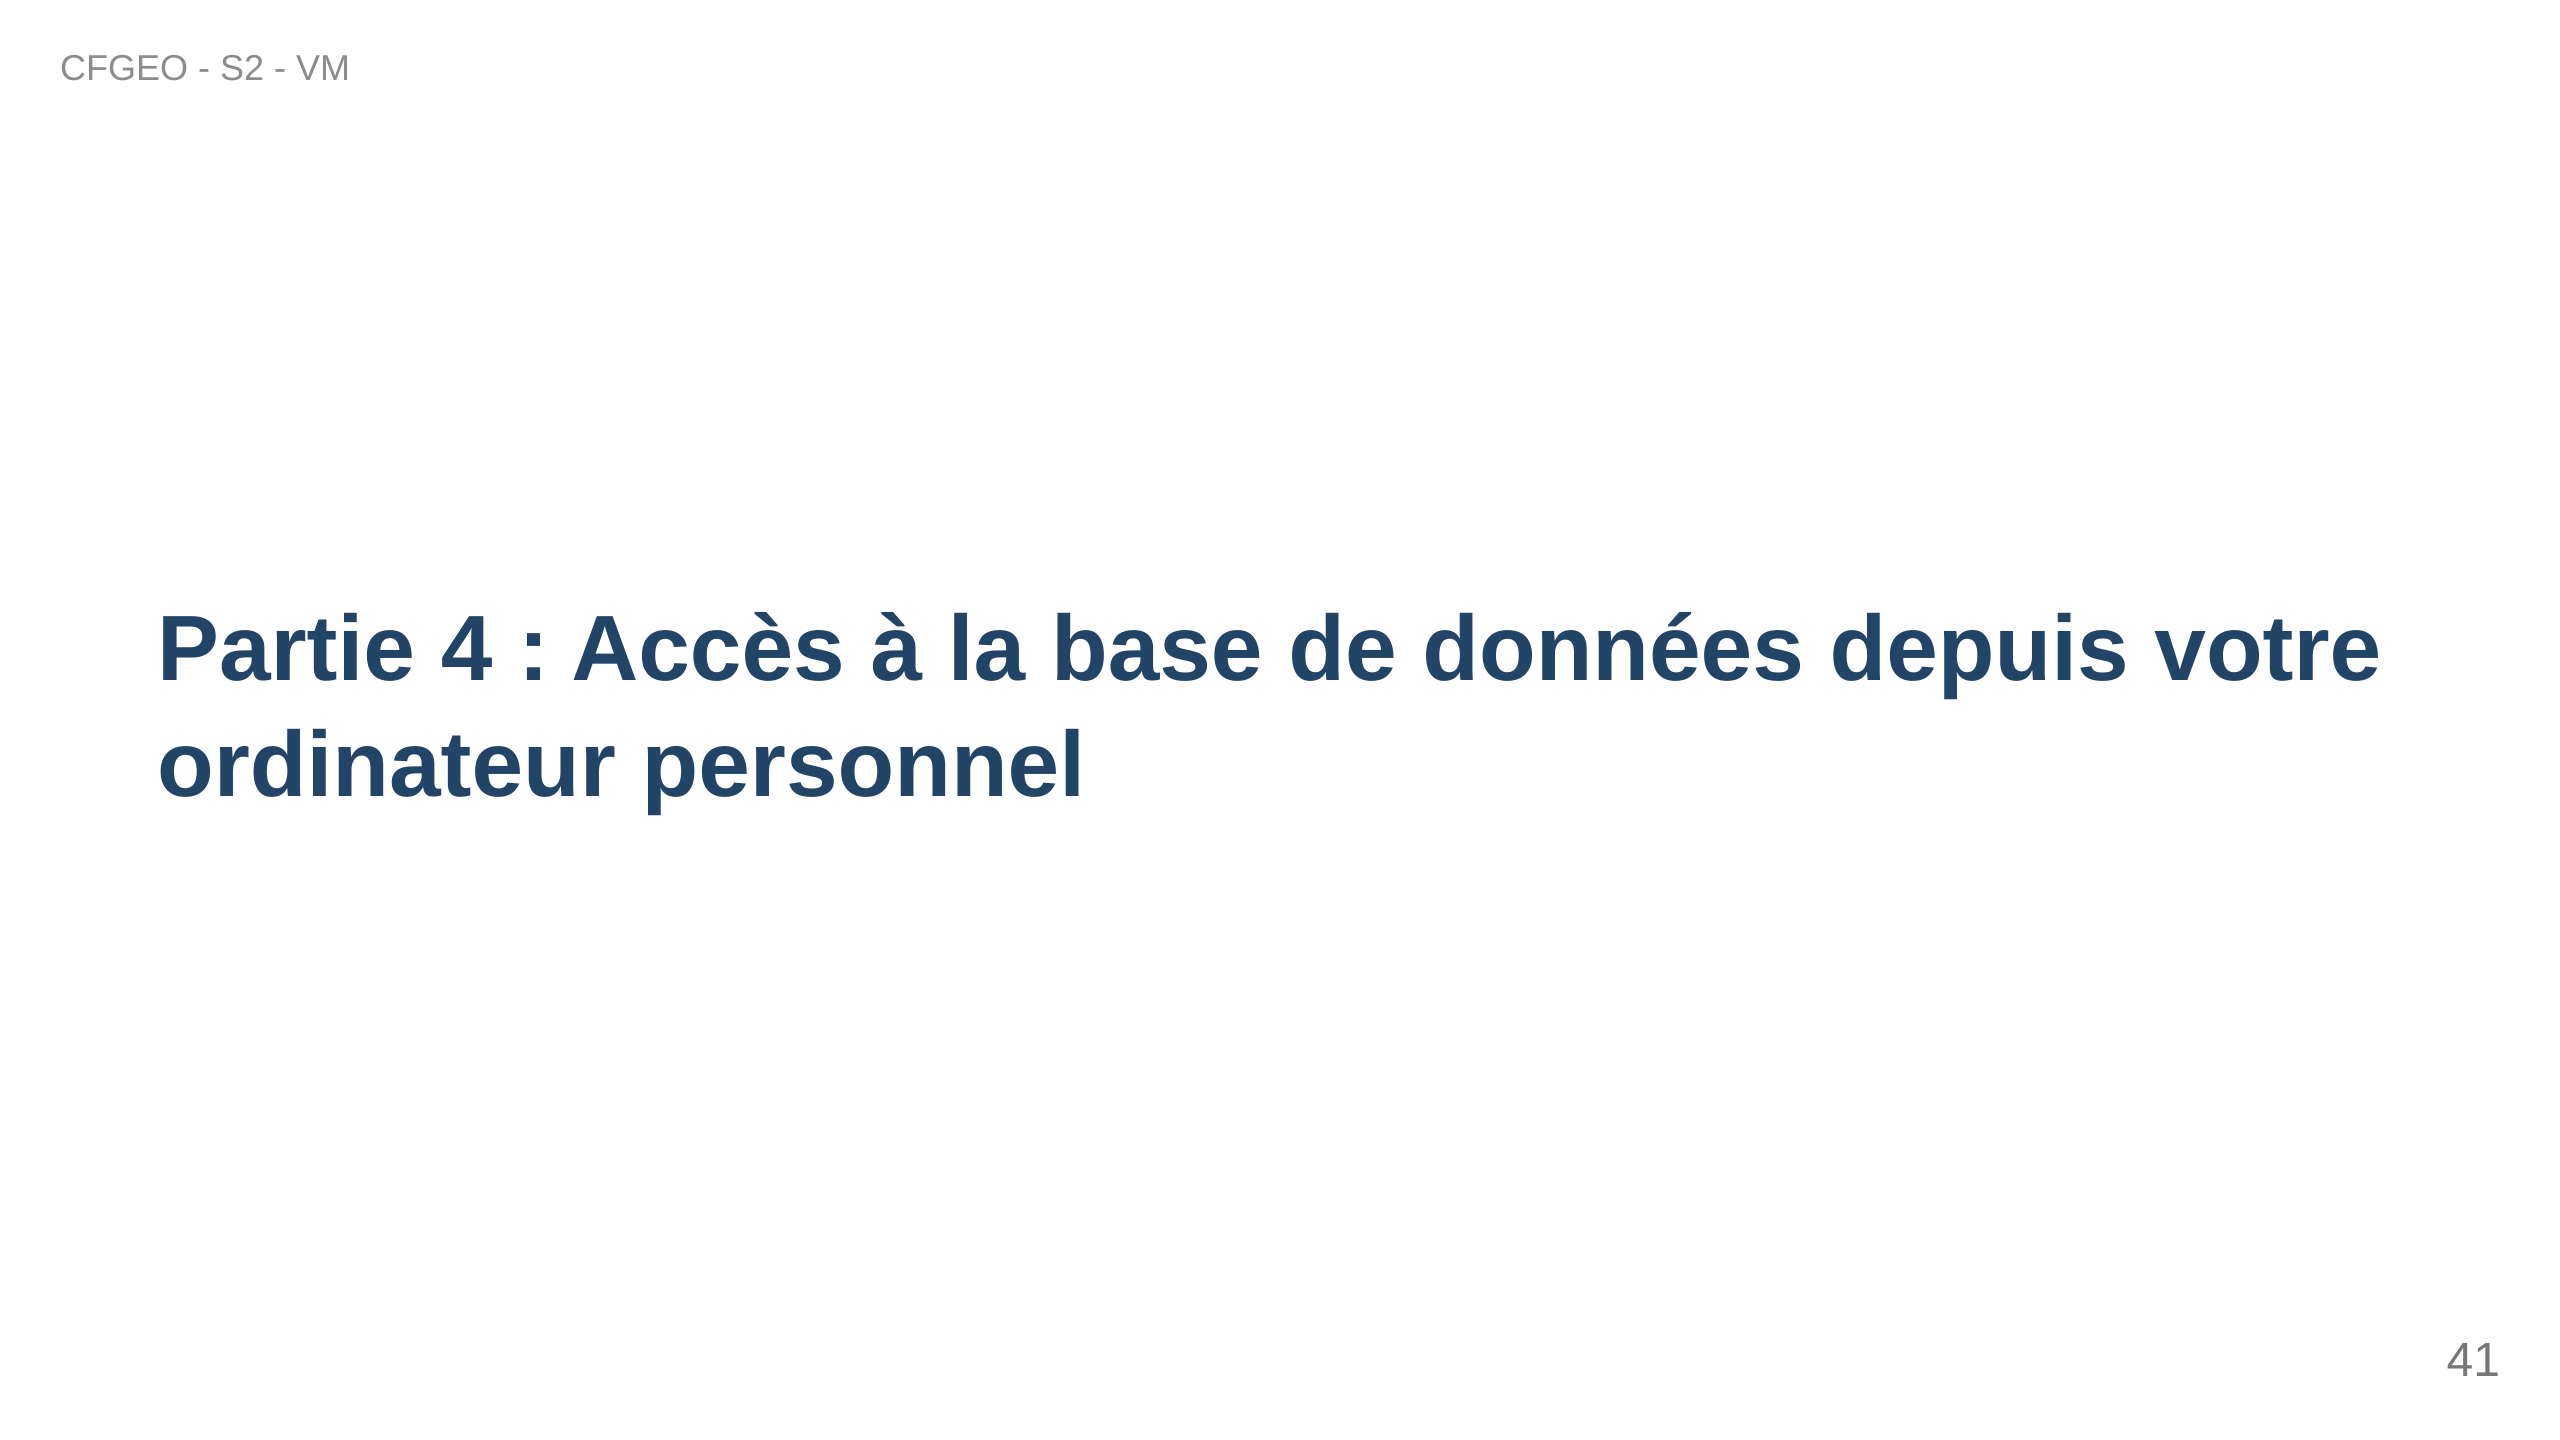 CFGEO - S2 - VM
Partie 4 : Accès à la base de données depuis votre
ordinateur personnel
41